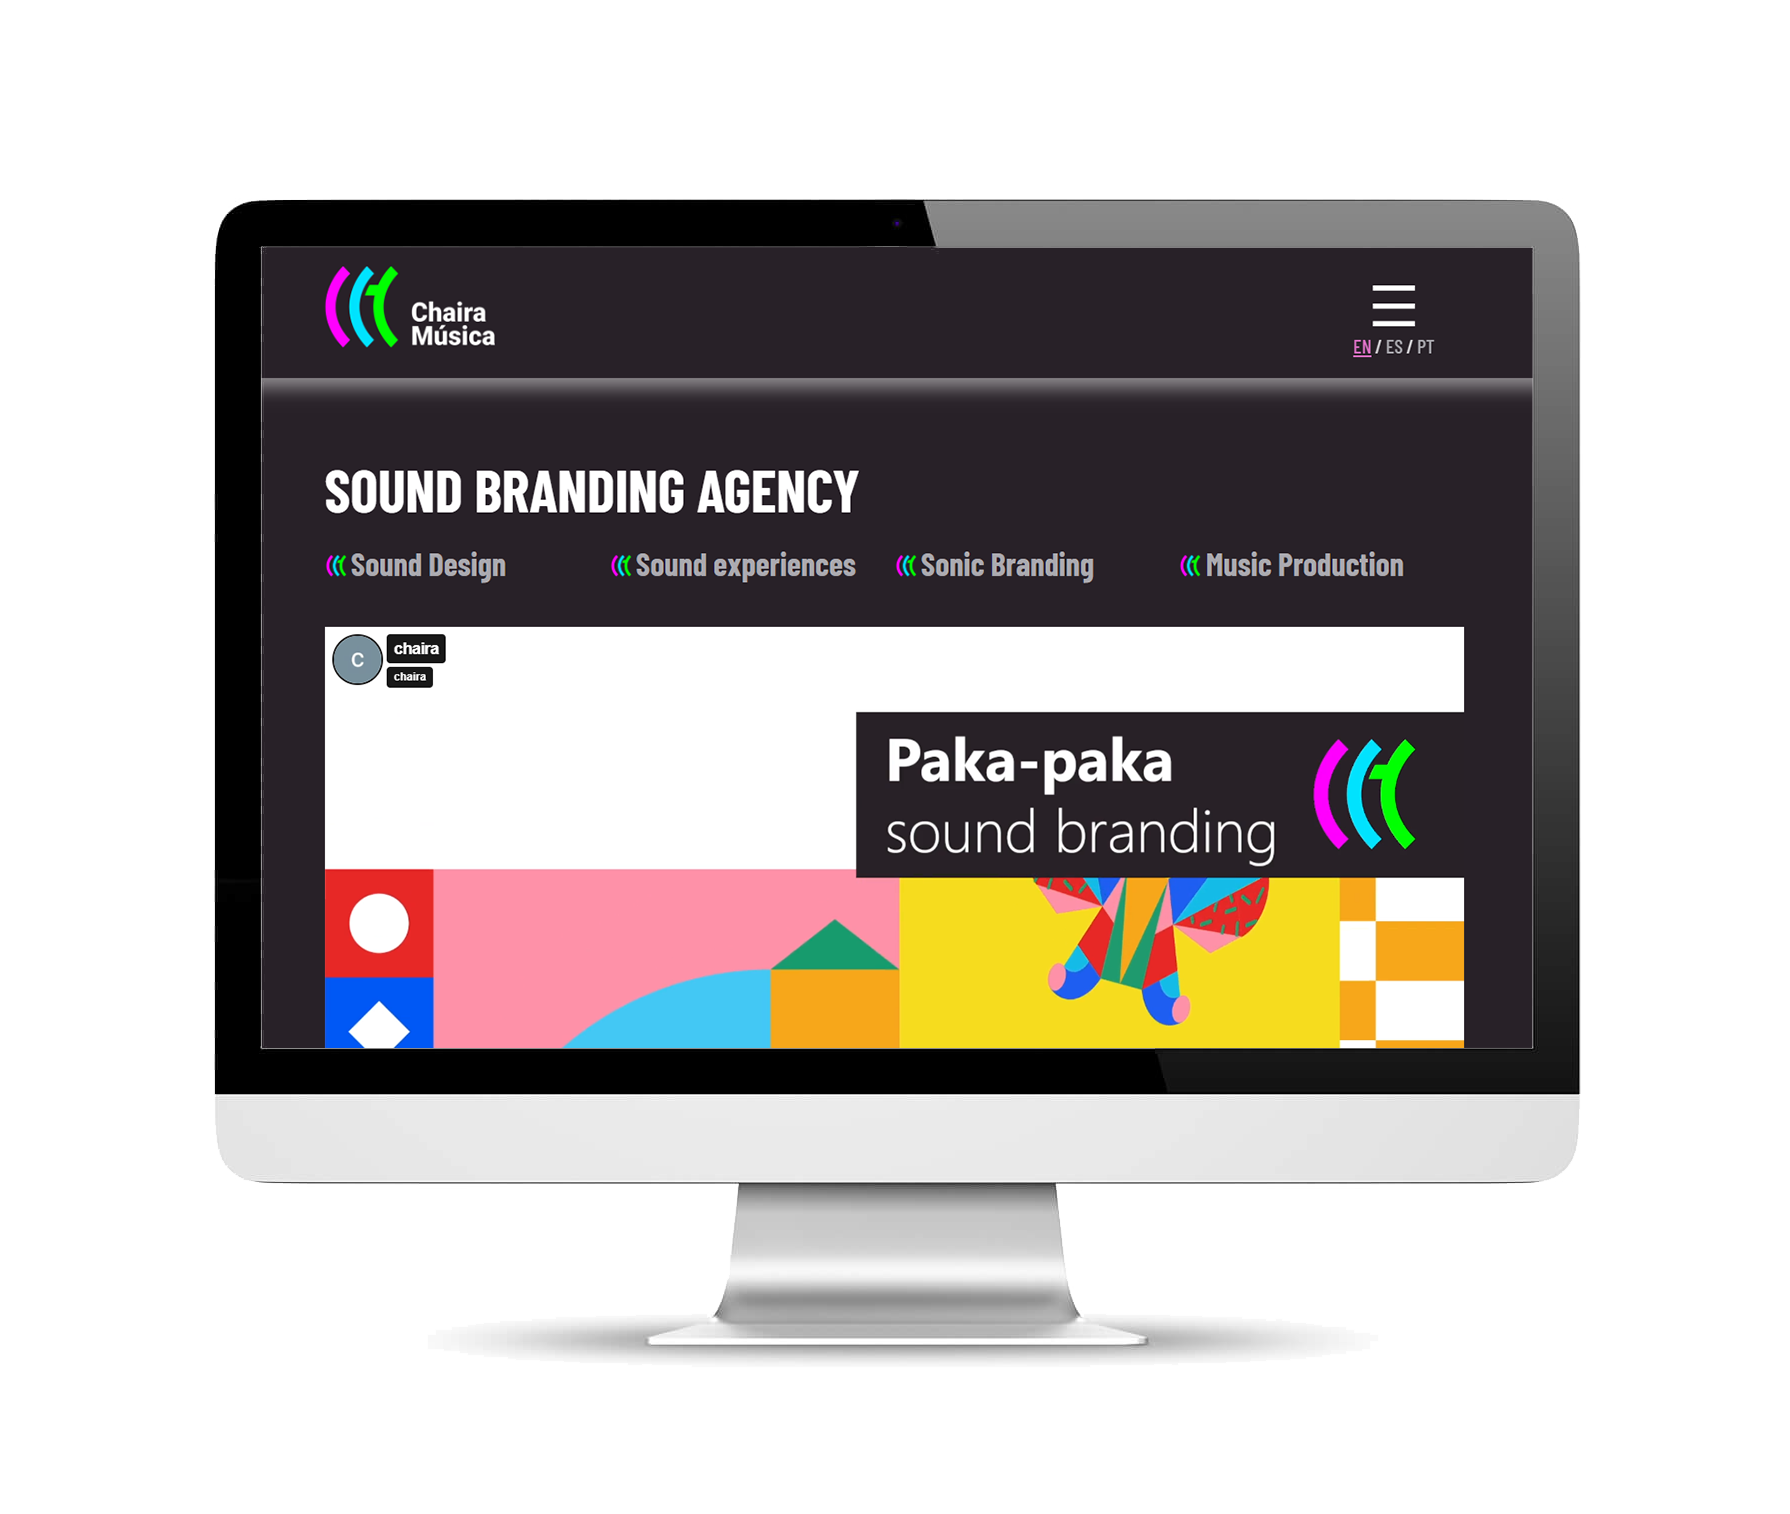 Chaira
Música
EN / ES / PT
SOUND BRANDING AGENCY
Sound Design
Sound experiences
Sonic Branding
Music Production
C
chaira
chaira
Paka-paka
sound branding